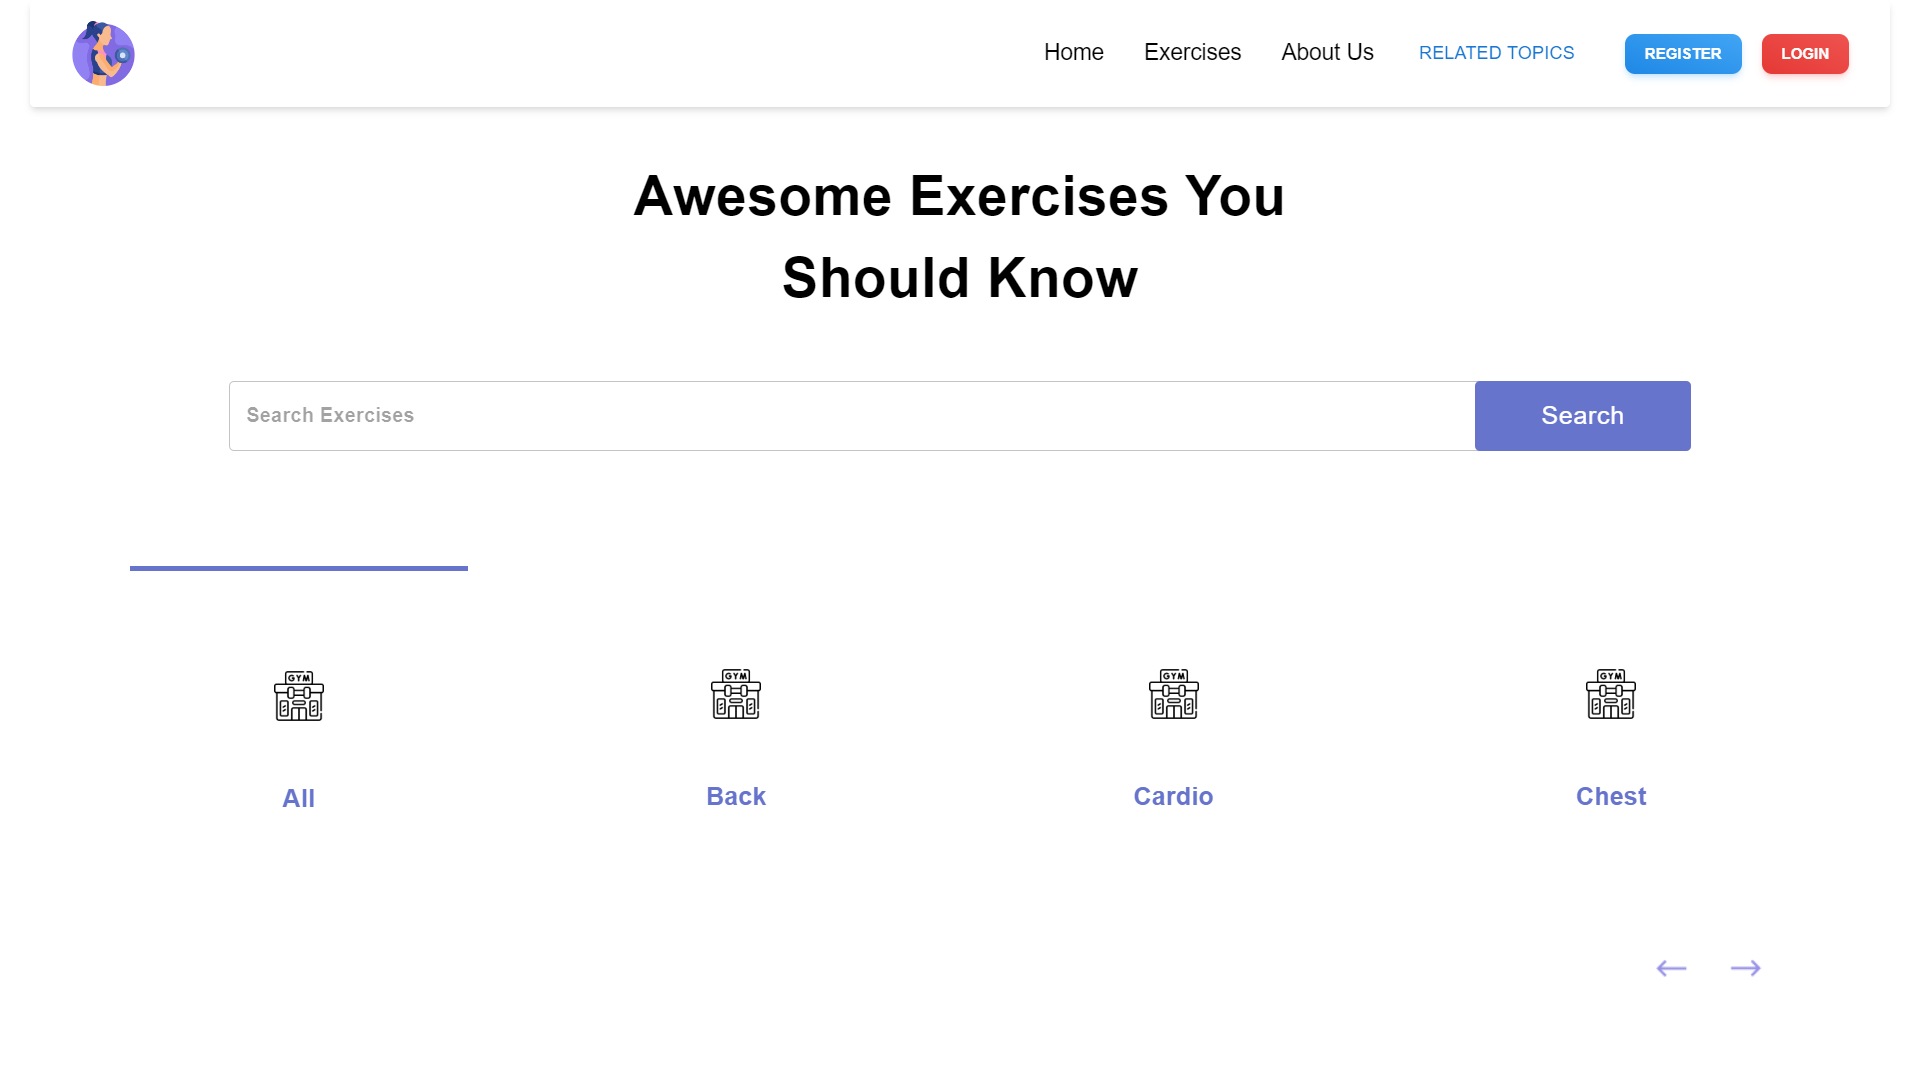 Home Exercises About Us RELATED TOPICS REGISTER LOGIN
Awesome Exercises You
Should Know
Search Exercises Search
GYM GYM GYM GYM
All Back Cardio Chest